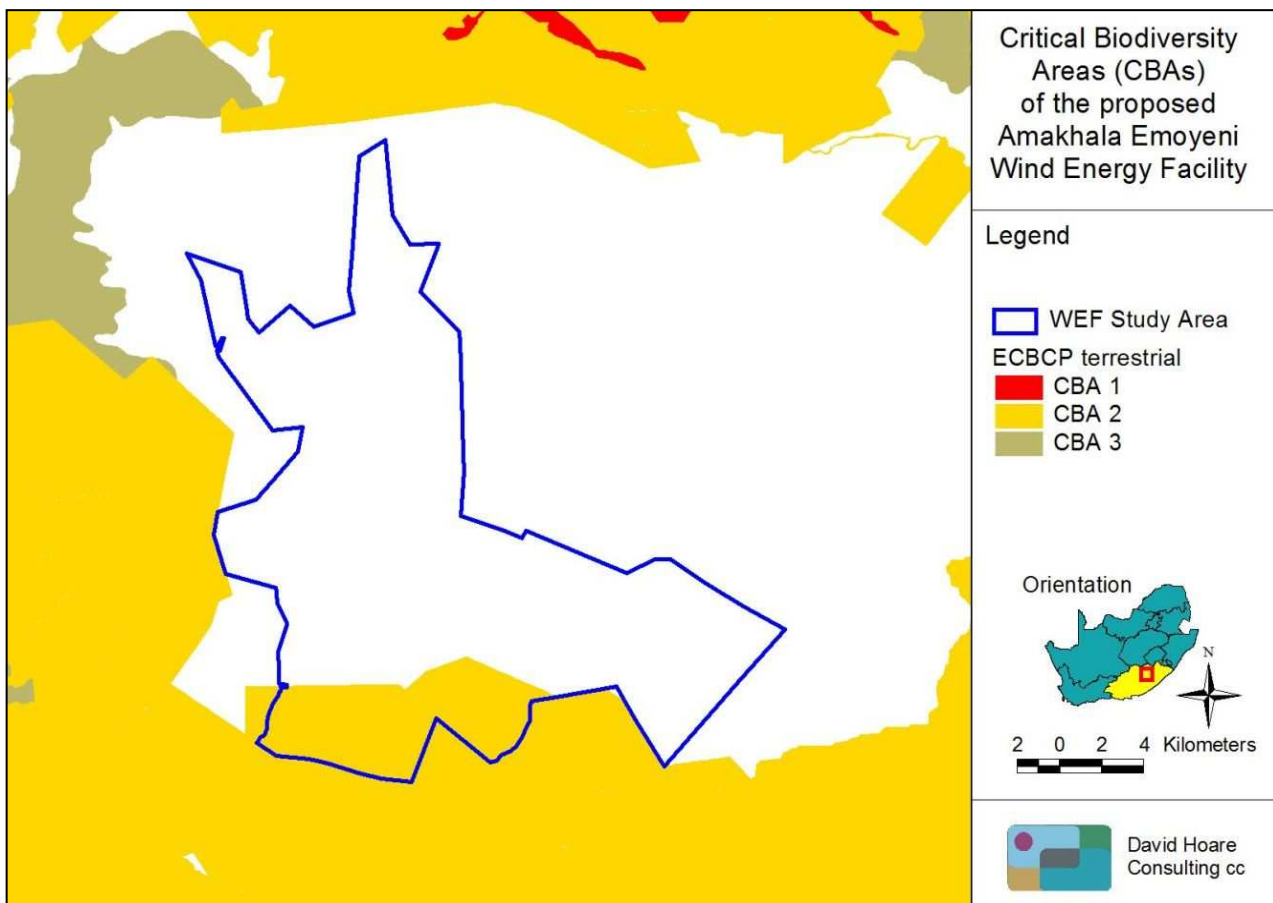 Critical Biodiversity
Areas (CBAs)
of the proposed
Amakhala Emoyeni
Wind Energy Facility
Legend
WEF Study Area
ECBCP terrestrial
CBA 1
CBA 2
CBA 3
Orientation
N
2 0 2 4 Kilometers
David Hoare
Consulting cc